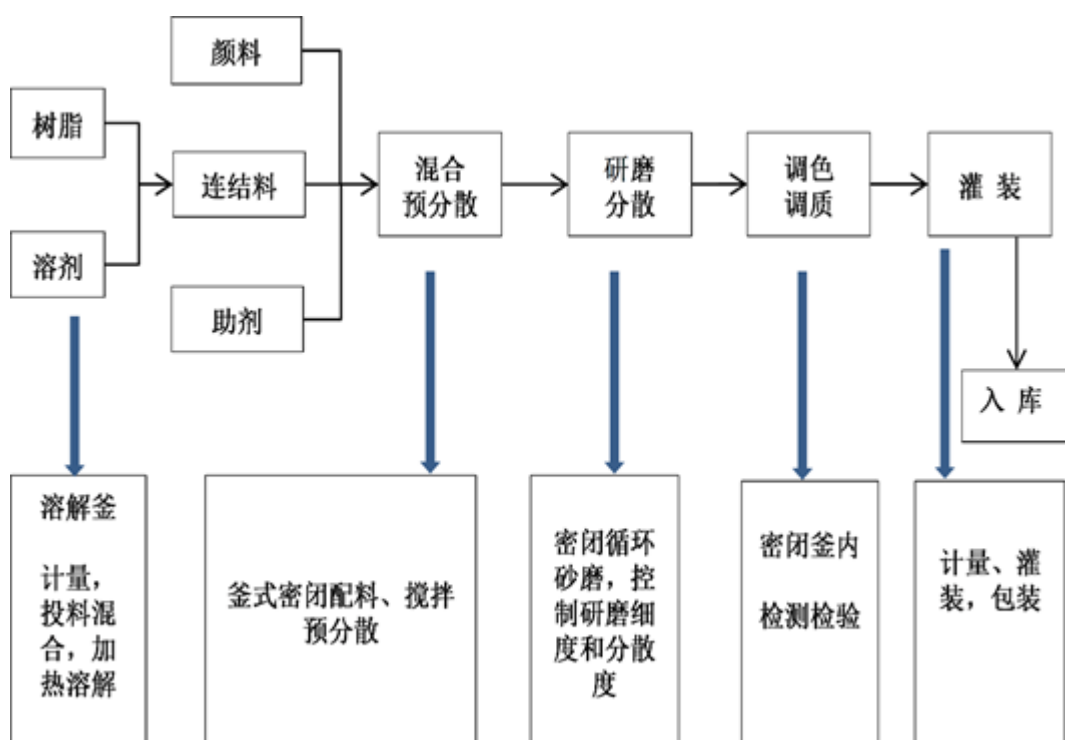 颜料
树脂
连结料
溶剂
助剂
混合
预分散
研磨
分散
调色
调质
灌 装
入 库
溶解釜
计量，
投料混
合，加
热溶解
釜式密闭配料、搅拌
预分散
密闭循环
砂磨，控
制研磨细
度和分散
度
密闭釜内
检测检验
计量、灌
装，包装